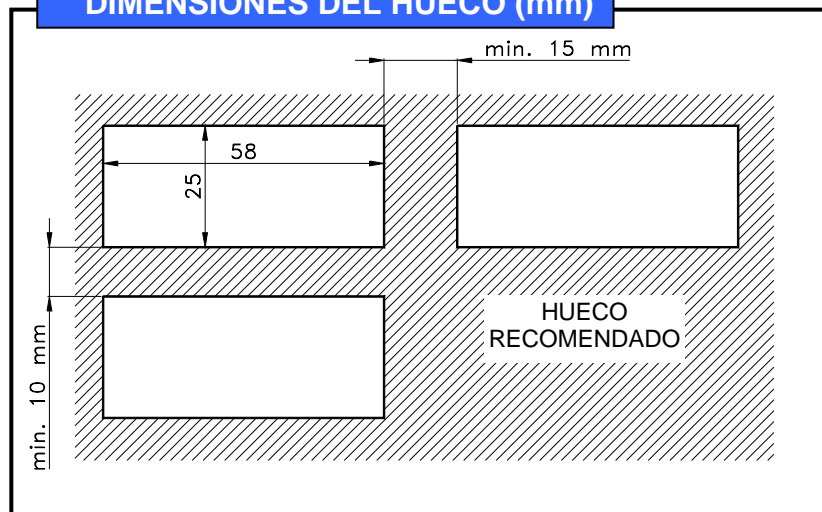 DIMENSIONES DEL HUECO (mm)
min. 15 mm
58
25
min. 10 mm
HUECO
RECOMENDADO